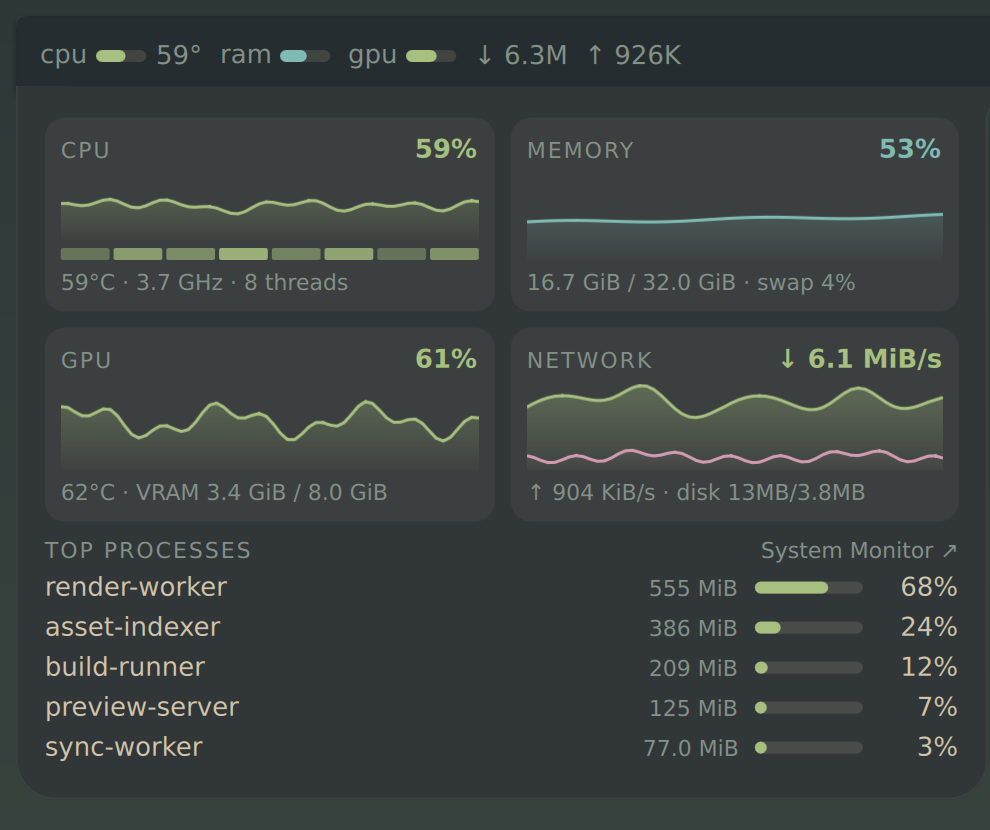 cpu 59° ram gpu ↓ 6.3M ↑ 926K
CPU 59%
59°C · 3.7 GHz · 8 threads
MEMORY 53%
16.7 GiB / 32.0 GiB · swap 4%
GPU 61%
62°C · VRAM 3.4 GiB / 8.0 GiB
NETWORK ↓ 6.1 MiB/s
↑ 904 KiB/s · disk 13MB/3.8MB
TOP PROCESSES System Monitor ↗
render-worker 555 MiB 68%
asset-indexer 386 MiB 24%
build-runner 209 MiB 12%
preview-server 125 MiB 7%
sync-worker 77.0 MiB 3%